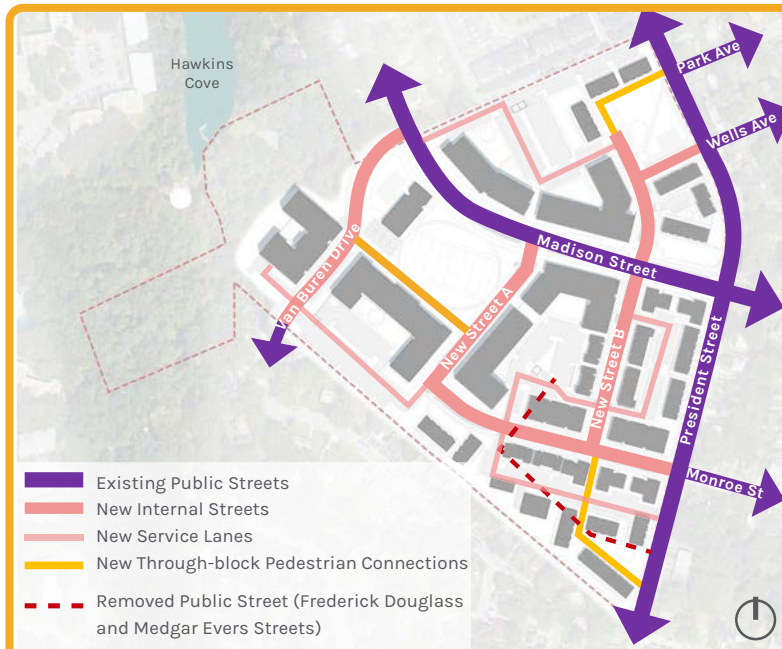 Hawkins
Cove
Park Ave
Wells Ave
Madison Street
Van Buren Drive
New Street A
New Street B
President Street
Monroe St
Existing Public Streets
New Internal Streets
New Service Lanes
New Through-block Pedestrian Connections
Removed Public Street (Frederick Douglass
and Medgar Evers Streets)